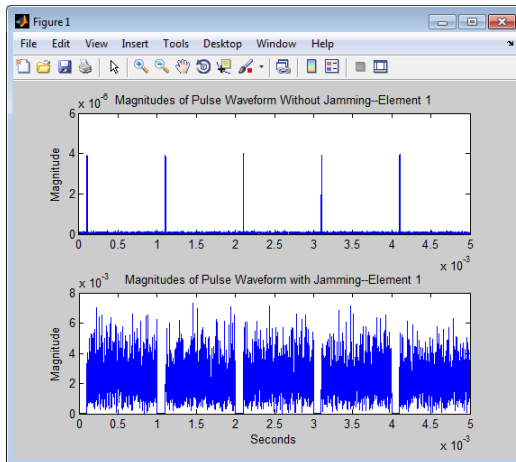 Figure 1
File Edit View Insert Tools Desktop Window Help
x 10^-6 Magnitudes of Pulse Waveform Without Jamming--Element 1
6
4
2
0
Magnitude
0 0.5 1 1.5 2 2.5 3 3.5 4 4.5 5
x 10^-3
x 10^-3 Magnitudes of Pulse Waveform with Jamming--Element 1
8
6
4
2
0
Magnitude
0 0.5 1 1.5 2 2.5 3 3.5 4 4.5 5
Seconds
x 10^-3